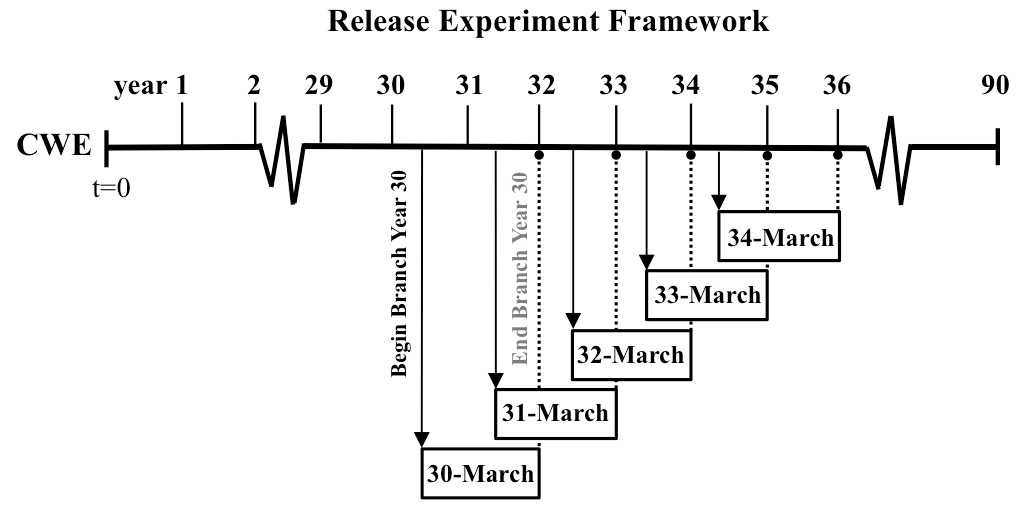 Release Experiment Framework
year 1 2 29 30 31 32 33 34 35 36 90
CWE
t=0
Begin Branch Year 30
End Branch Year 30
34-March
33-March
32-March
31-March
30-March